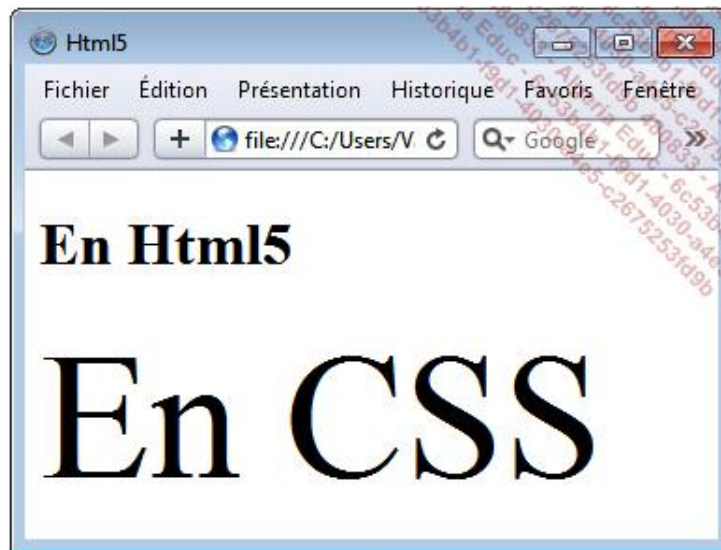 Html5
Fichier Édition Présentation Historique Favoris Fenêtre
file:///C:/Users/V Google
En Html5
En CSS